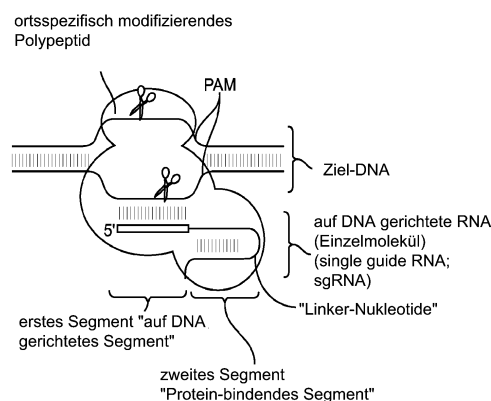 ortsspezifisch modifizierendes
Polypeptid
PAM
Ziel-DNA
5'
auf DNA gerichtete RNA
(Einzelmolekül)
(single guide RNA;
sgRNA)
"Linker-Nukleotide"
erstes Segment "auf DNA
gerichtetes Segment"
zweites Segment
"Protein-bindendes Segment"